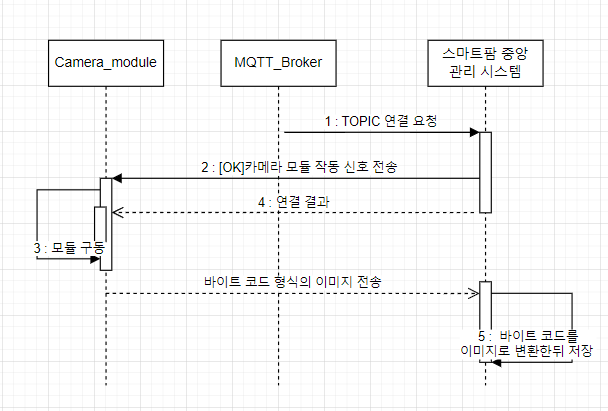 Camera_module
MQTT_Broker
스마트팜 중앙
관리 시스템
1 : TOPIC 연결 요청
2 : [OK]카메라 모듈 작동 신호 전송
4 : 연결 결과
3 : 모듈 구동
바이트 코드 형식의 이미지 전송
5 : 바이트 코드를
이미지로 변환한뒤 저장